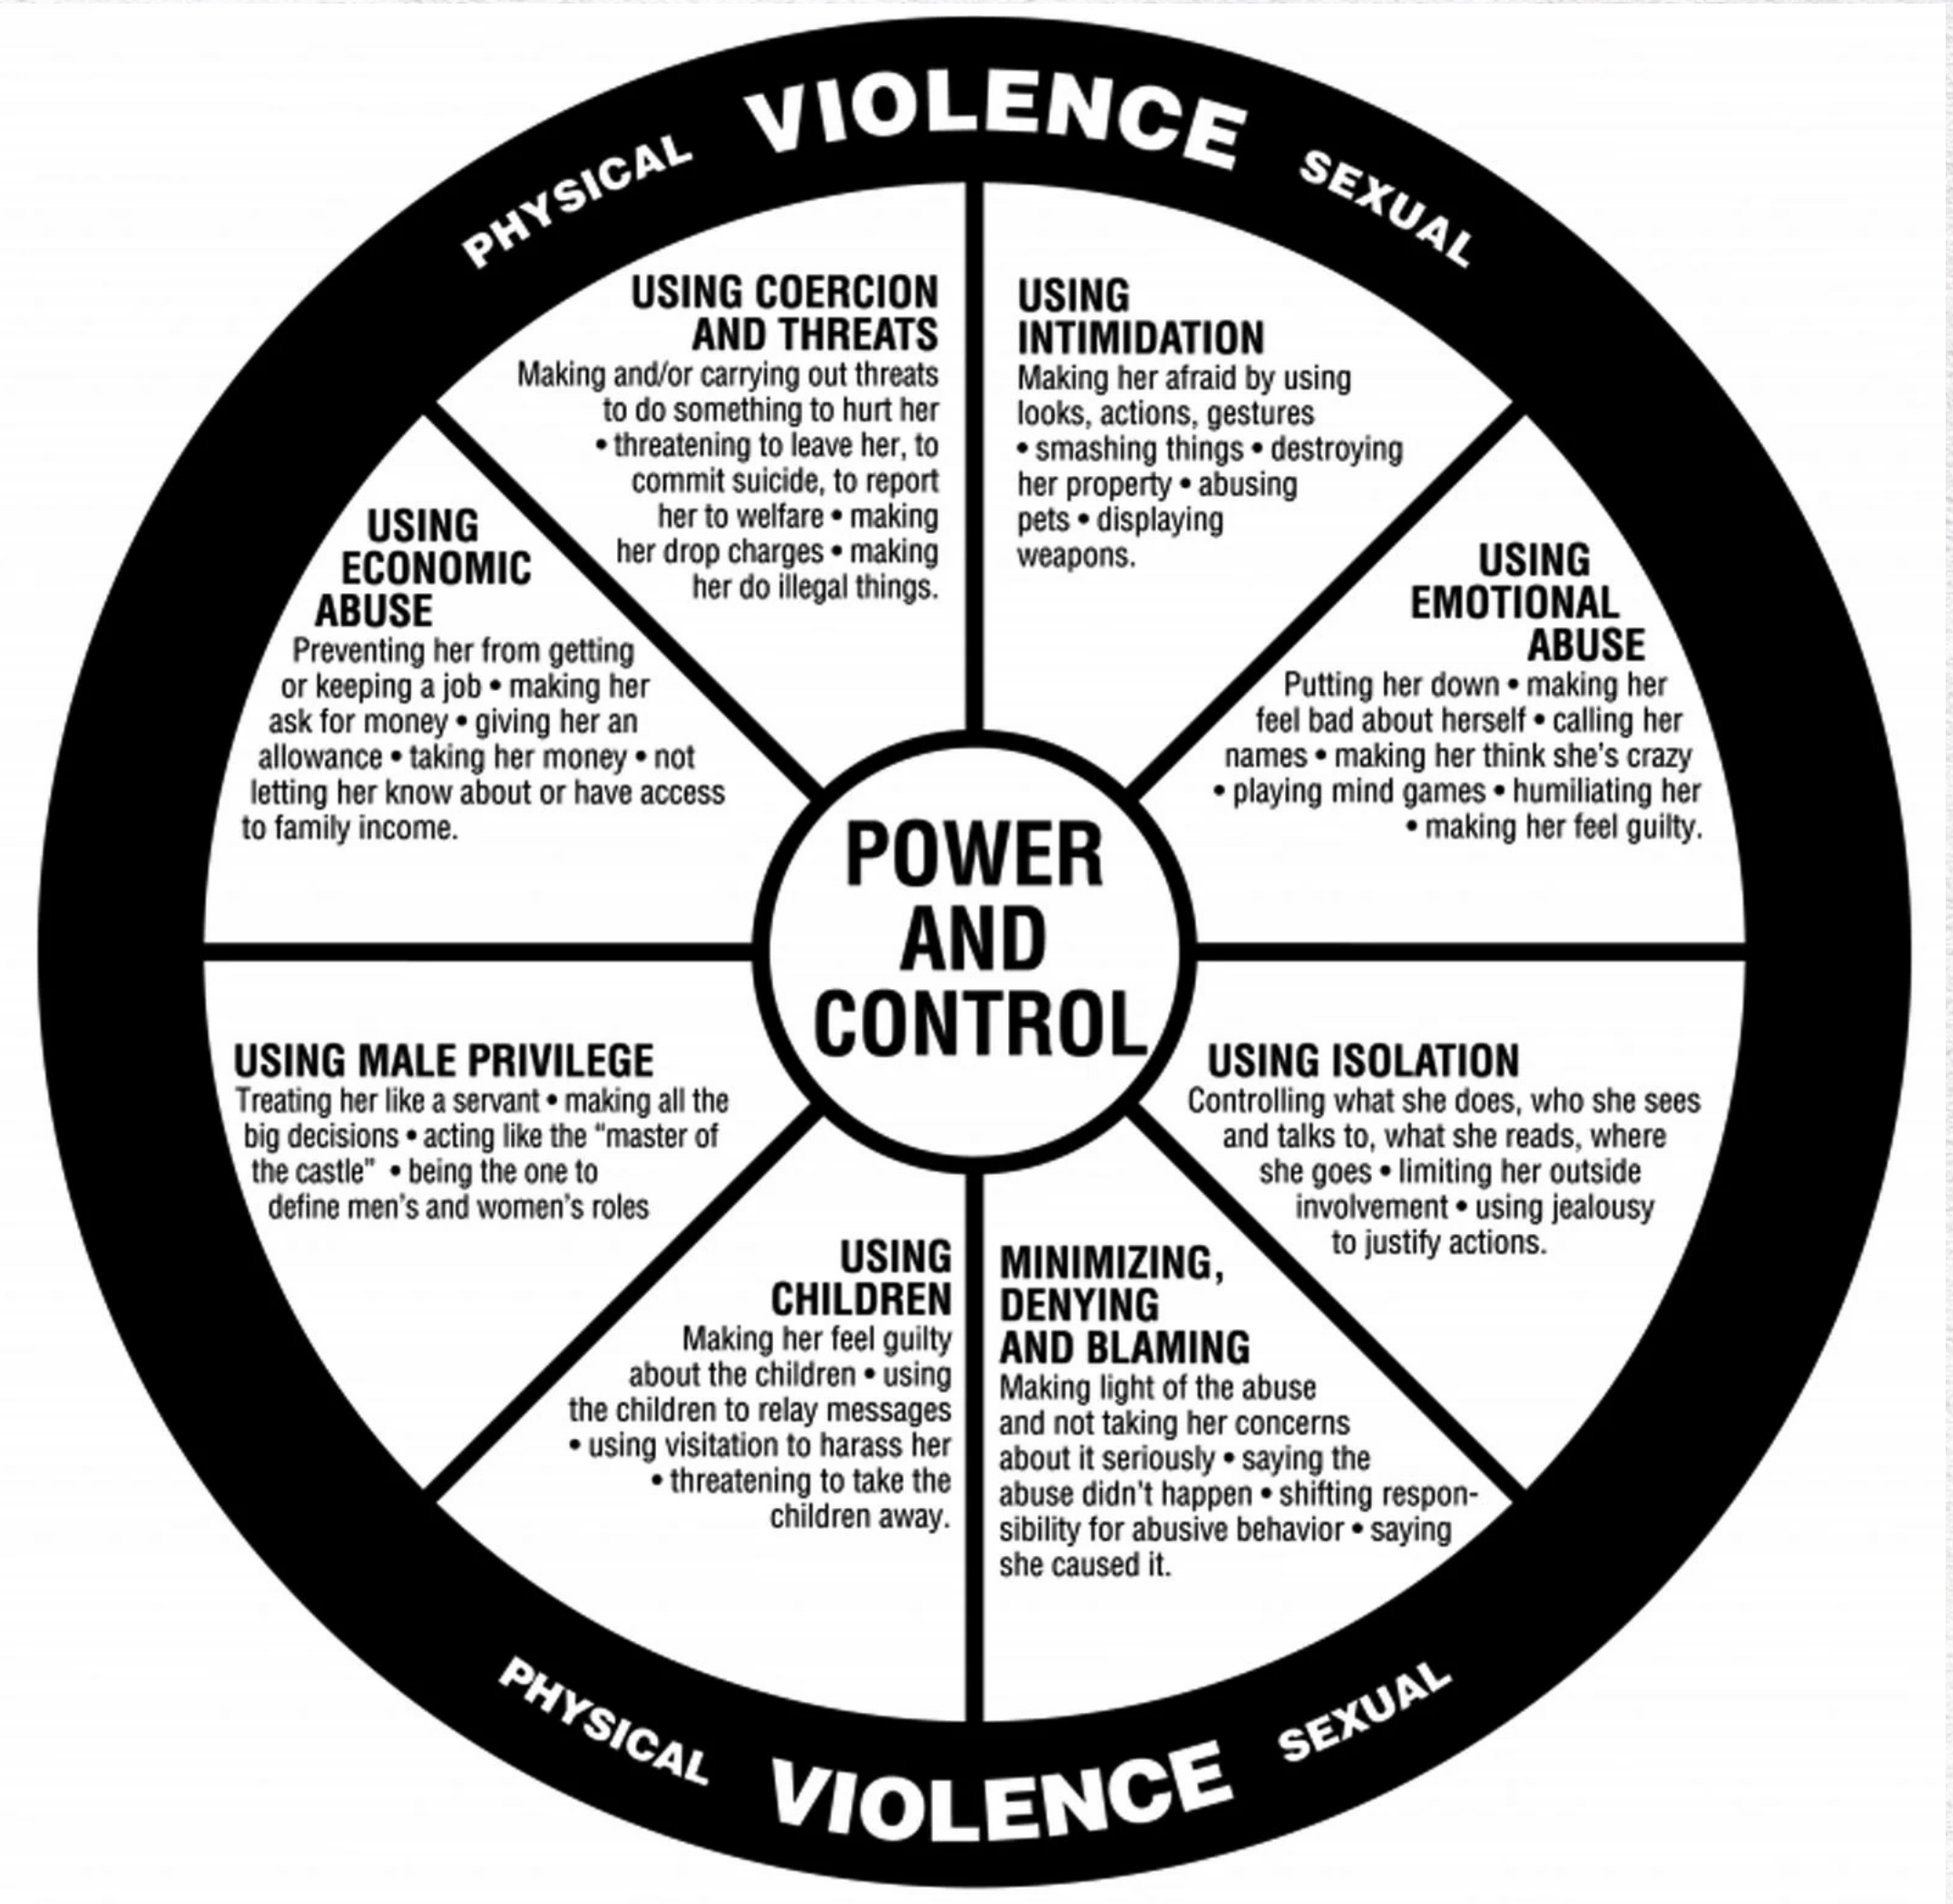 PHYSICAL VIOLENCE SEXUAL
USING COERCION
AND THREATS
Making and/or carrying out threats
to do something to hurt her
• threatening to leave her, to
commit suicide, to report
her to welfare • making
her drop charges • making
her do illegal things.
USING
INTIMIDATION
Making her afraid by using
looks, actions, gestures
• smashing things • destroying
her property • abusing
pets • displaying
weapons.
USING
EMOTIONAL
ABUSE
Putting her down • making her
feel bad about herself • calling her
names • making her think she's crazy
• playing mind games • humiliating her
• making her feel guilty.
USING ISOLATION
Controlling what she does, who she sees
and talks to, what she reads, where
she goes • limiting her outside
involvement • using jealousy
to justify actions.
MINIMIZING,
DENYING
AND BLAMING
Making light of the abuse
and not taking her concerns
about it seriously • saying the
abuse didn't happen • shifting respon-
sibility for abusive behavior • saying
she caused it.
USING
CHILDREN
Making her feel guilty
about the children • using
the children to relay messages
• using visitation to harass her
• threatening to take the
children away.
USING MALE PRIVILEGE
Treating her like a servant • making all the
big decisions • acting like the “master of
the castle” • being the one to
define men’s and women’s roles
USING
ECONOMIC
ABUSE
Preventing her from getting
or keeping a job • making her
ask for money • giving her an
allowance • taking her money • not
letting her know about or have access
to family income.
POWER
AND
CONTROL
PHYSICAL VIOLENCE SEXUAL